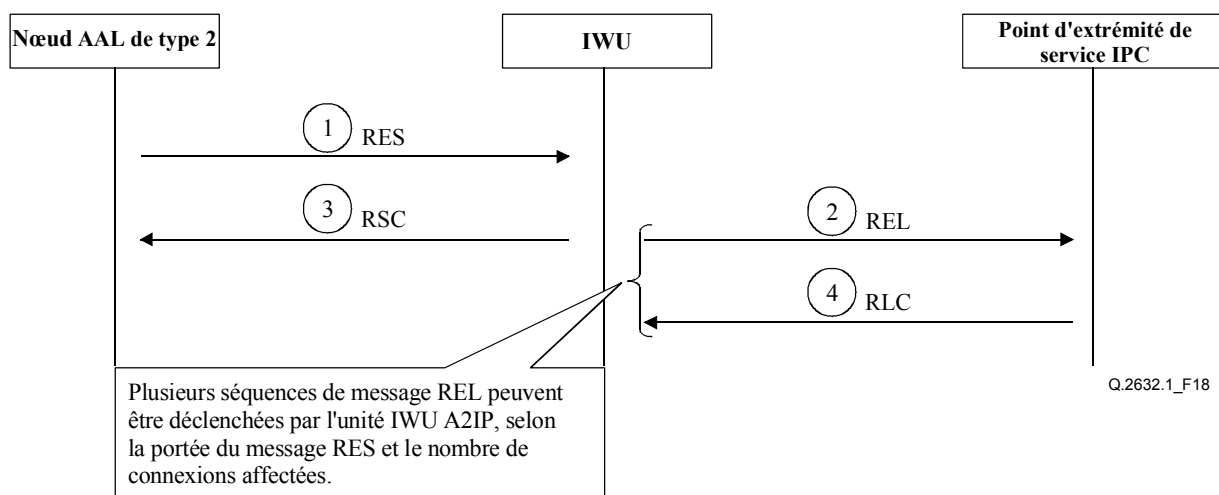 Nœud AAL de type 2
IWU
Point d'extrémité de
service IPC
1
RES
3
RSC
2
REL
4
RLC
Plusieurs séquences de message REL peuvent
être déclenchées par l'unité IWU A2IP, selon
la portée du message RES et le nombre de
connexions affectées.
Q.2632.1_F18